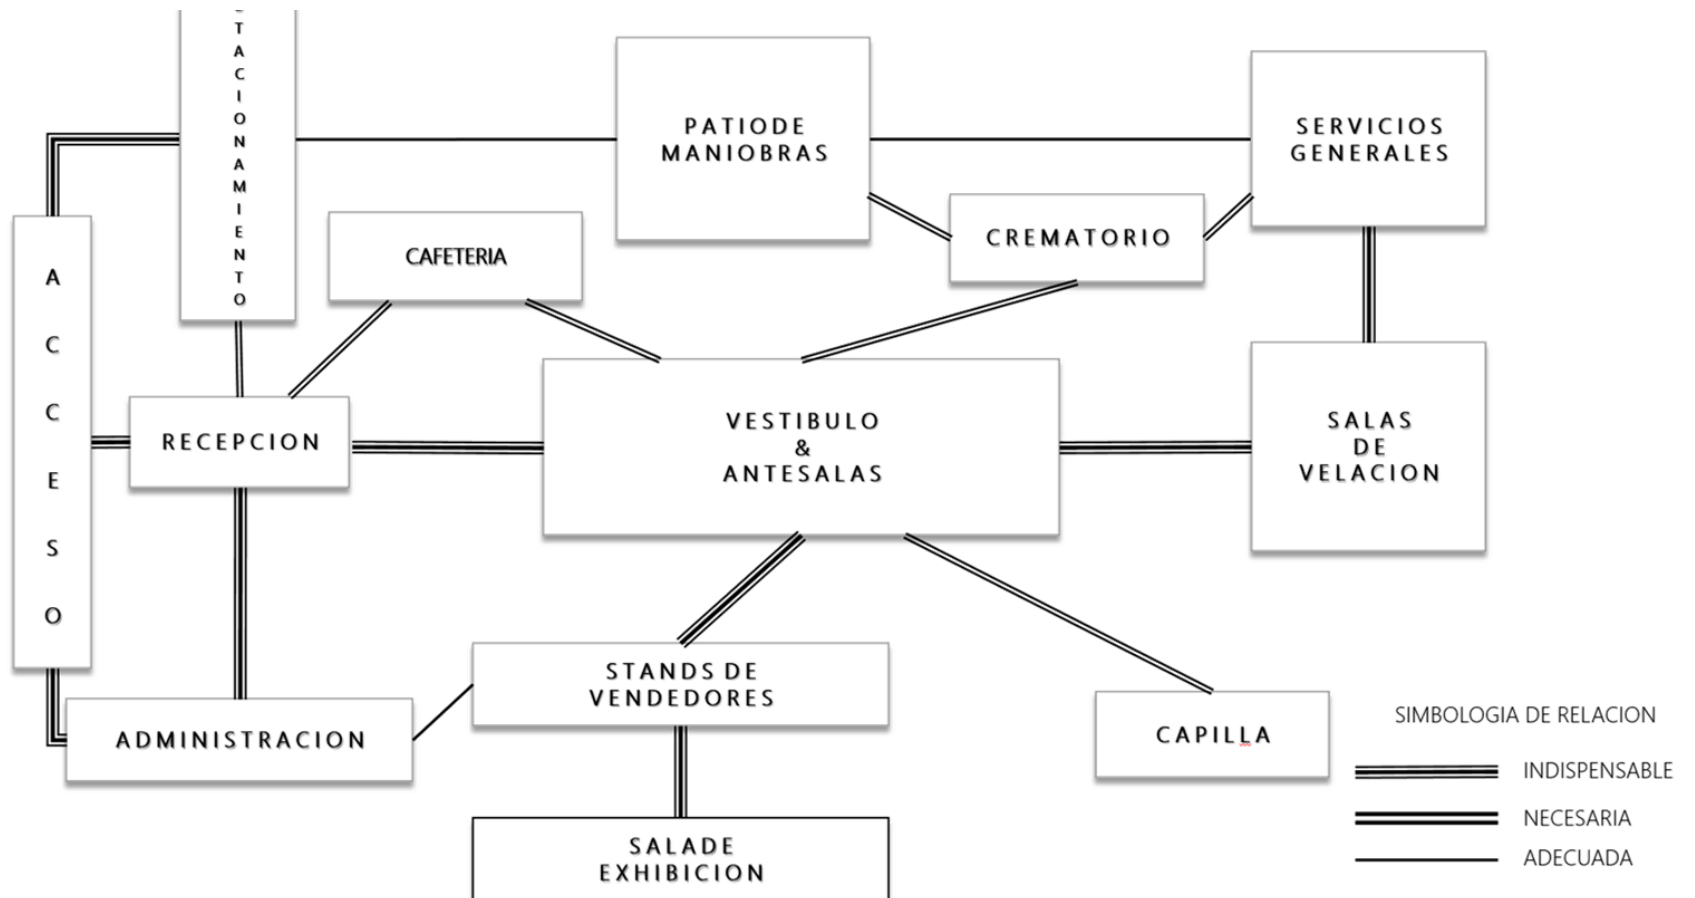 TACIONAMIENTO
PATIODE
MANIOBRAS
SERVICIOS
GENERALES
CREMATORIO
CAFETERIA
ACCESO
RECEPCION
VESTIBULO
&
ANTESALAS
SALAS
DE
VELACION
STANDS DE
VENDEDORES
ADMINISTRACION
CAPILLA
SALADE
EXHIBICION
SIMBOLOGIA DE RELACION
INDISPENSABLE
NECESARIA
ADECUADA